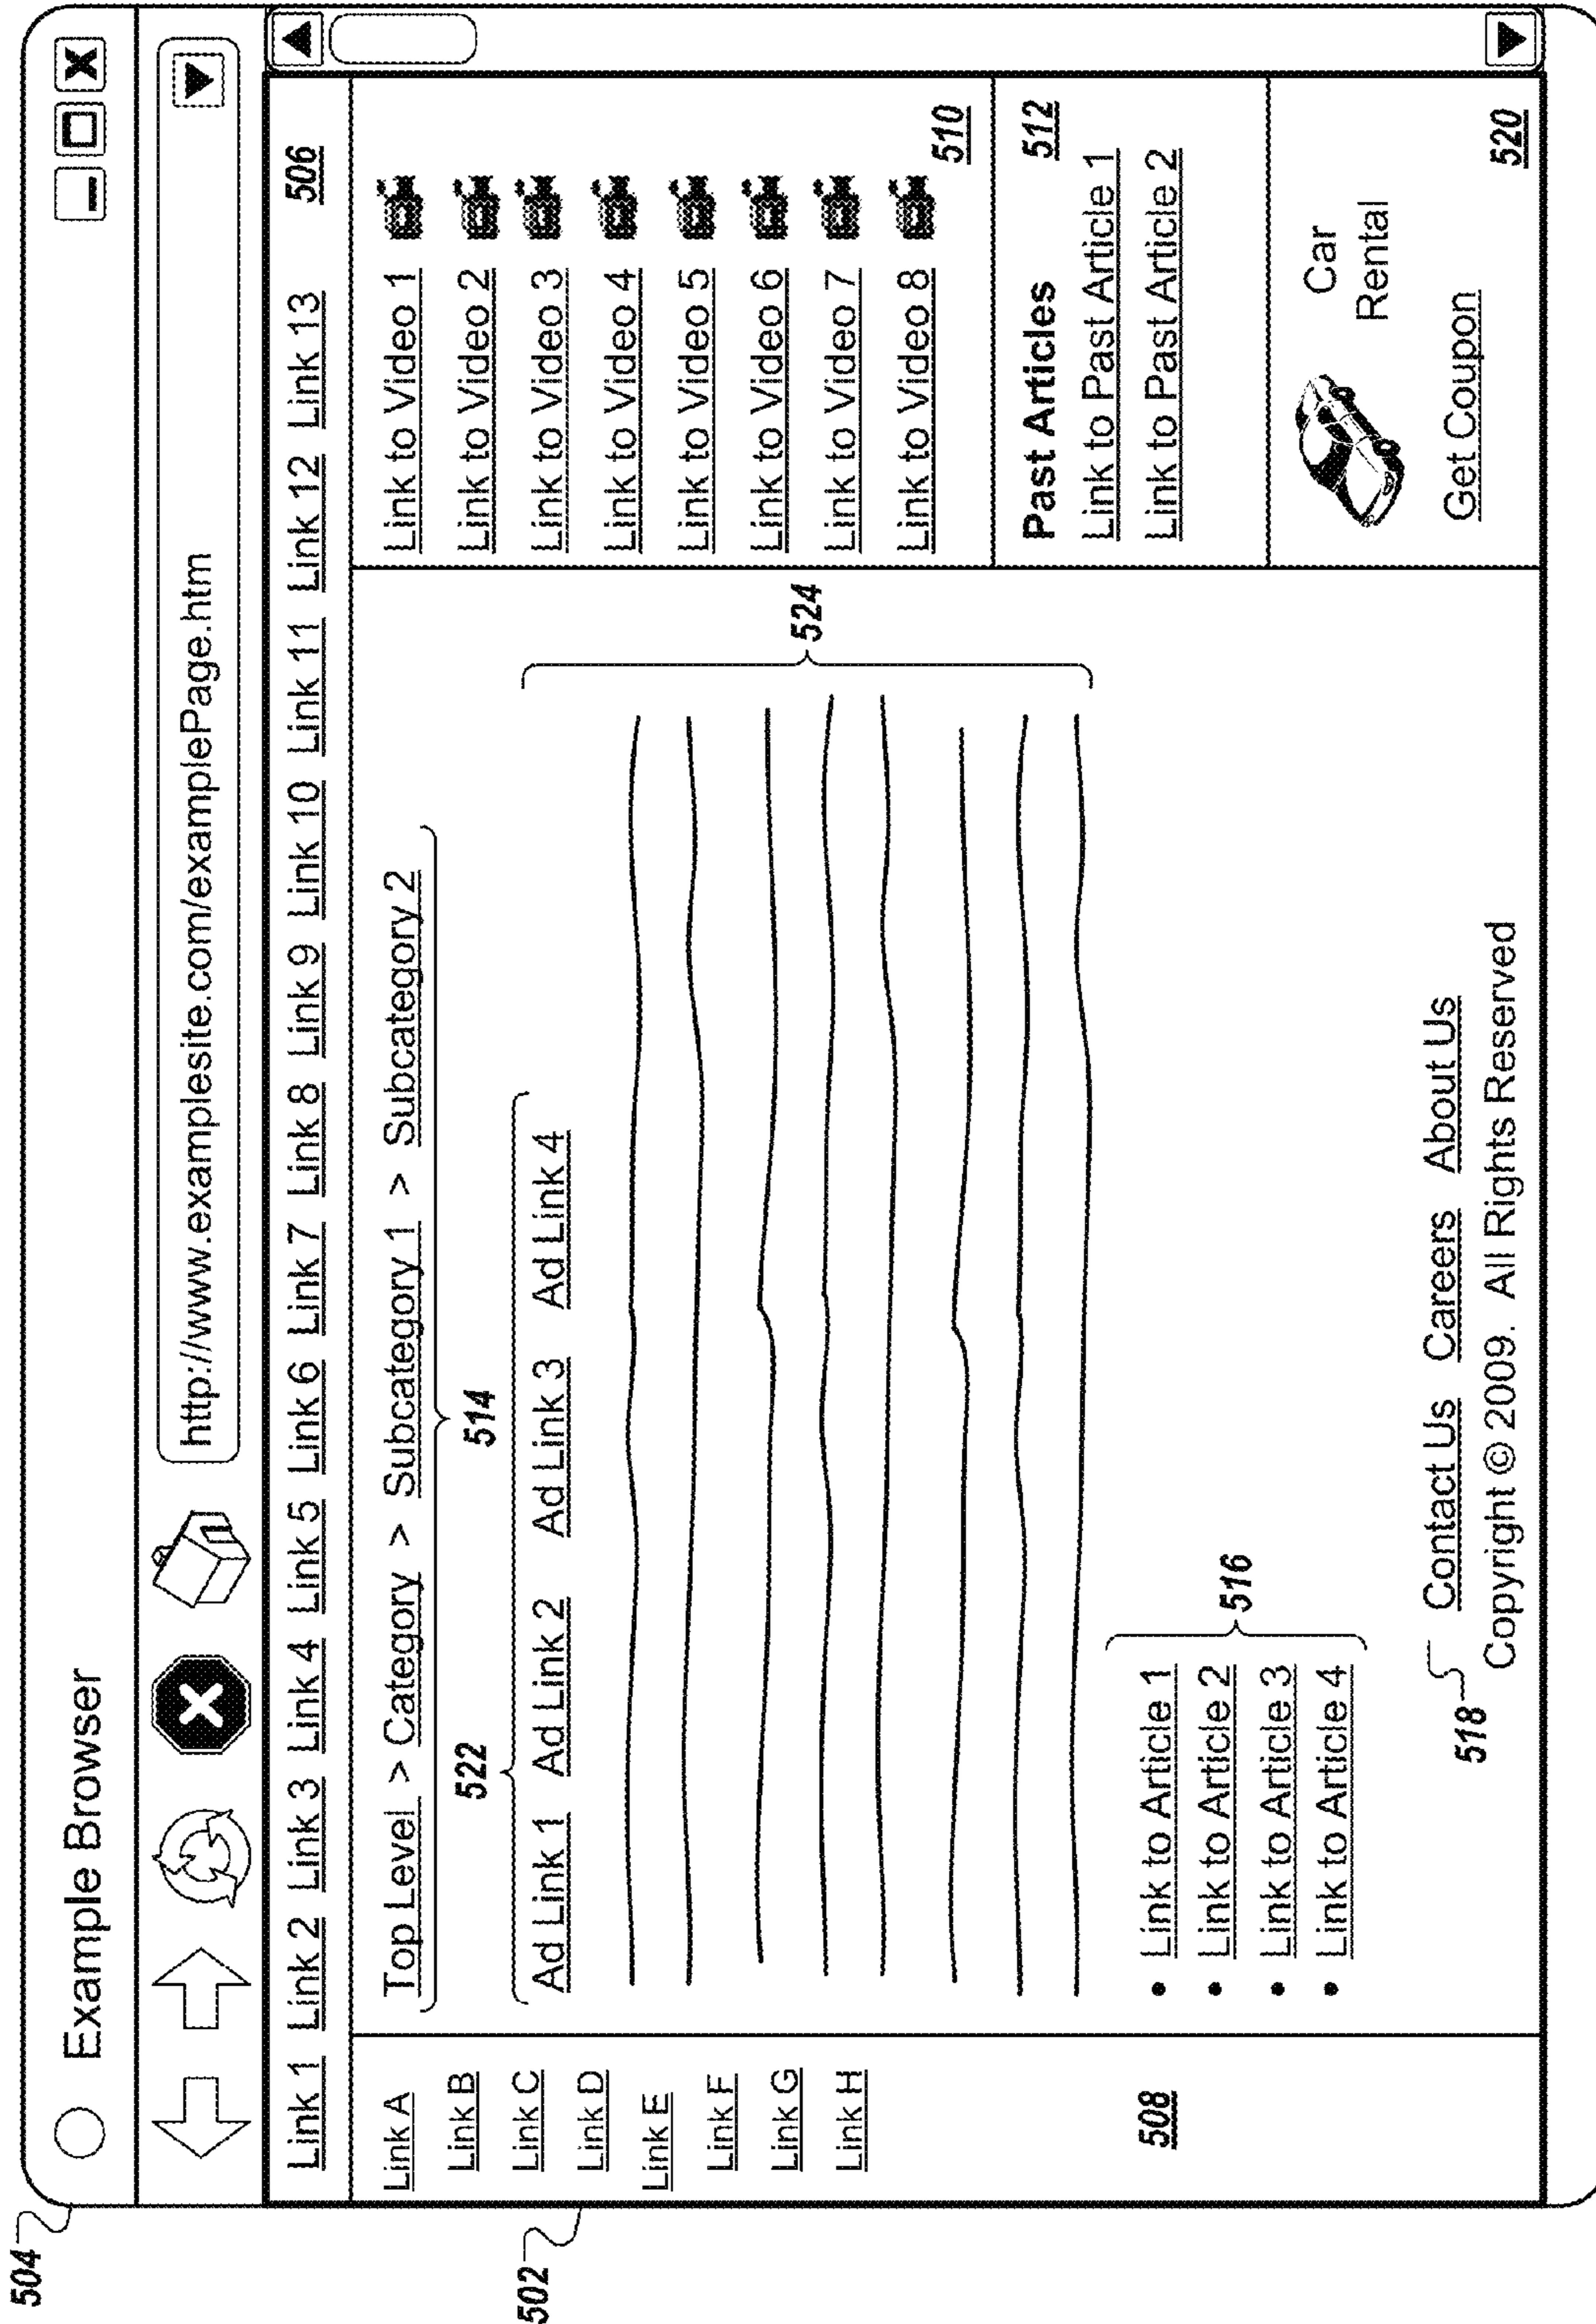 504
Example Browser
http://www.examplesite.com/examplePage.htm
Link 1 Link 2 Link 3 Link 4 Link 5 Link 6 Link 7 Link 8 Link 9 Link 10 Link 11 Link 12 Link 13
506
502
Link A
Link B
Link C
Link D
Link E
Link F
Link G
Link H
508
Top Level > Category > Subcategory 1 > Subcategory 2
514
522
Ad Link 1 Ad Link 2 Ad Link 3 Ad Link 4
524
• Link to Article 1
• Link to Article 2
• Link to Article 3
• Link to Article 4
516
518
Contact Us Careers About Us
Copyright © 2009. All Rights Reserved
Link to Video 1
Link to Video 2
Link to Video 3
Link to Video 4
Link to Video 5
Link to Video 6
Link to Video 7
Link to Video 8
510
Past Articles
512
Link to Past Article 1
Link to Past Article 2
Car
Rental
Get Coupon
520